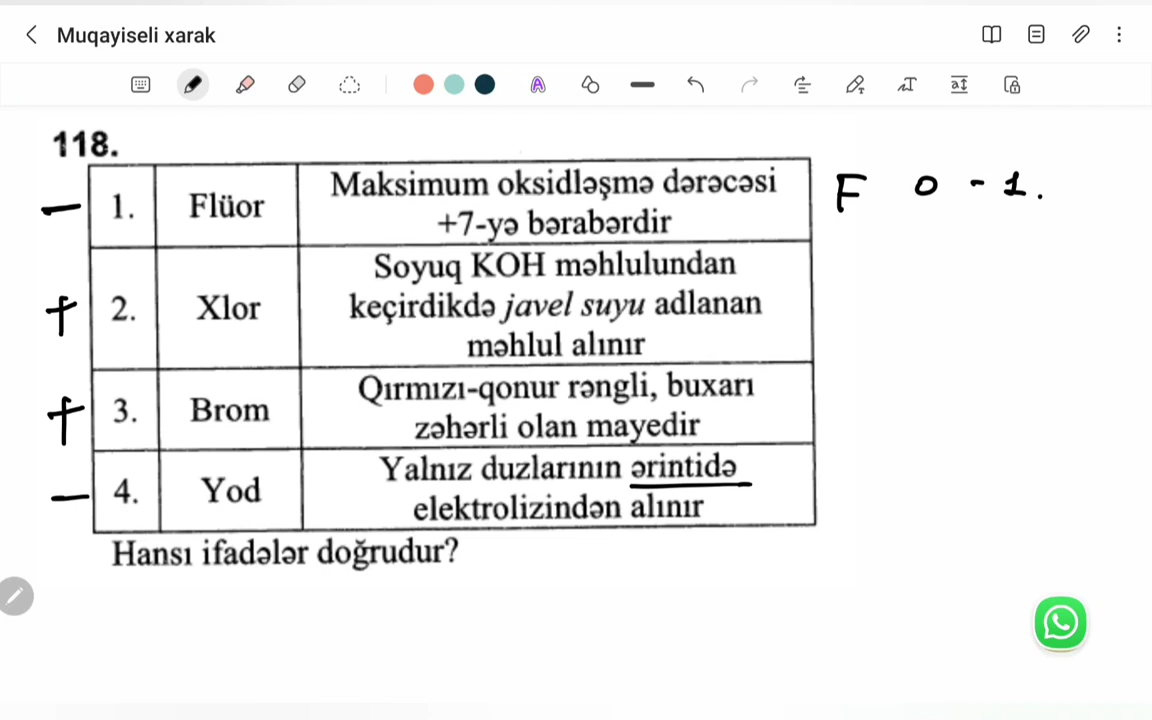 Muqayiseli xarak
118.
– 1. Flüor Maksimum oksidləşmə dərəcəsi
+7-yə bərabərdir
F 0 -1.
+ 2. Xlor Soyuq KOH məhlulundan
keçirdikdə javel suyu adlanan
məhlul alınır
+ 3. Brom Qırmızı-qonur rəngli, buxarı
zəhərli olan mayedir
– 4. Yod Yalnız duzlarının ərintidə
elektrolizindən alınır
Hansı ifadələr doğrudur?